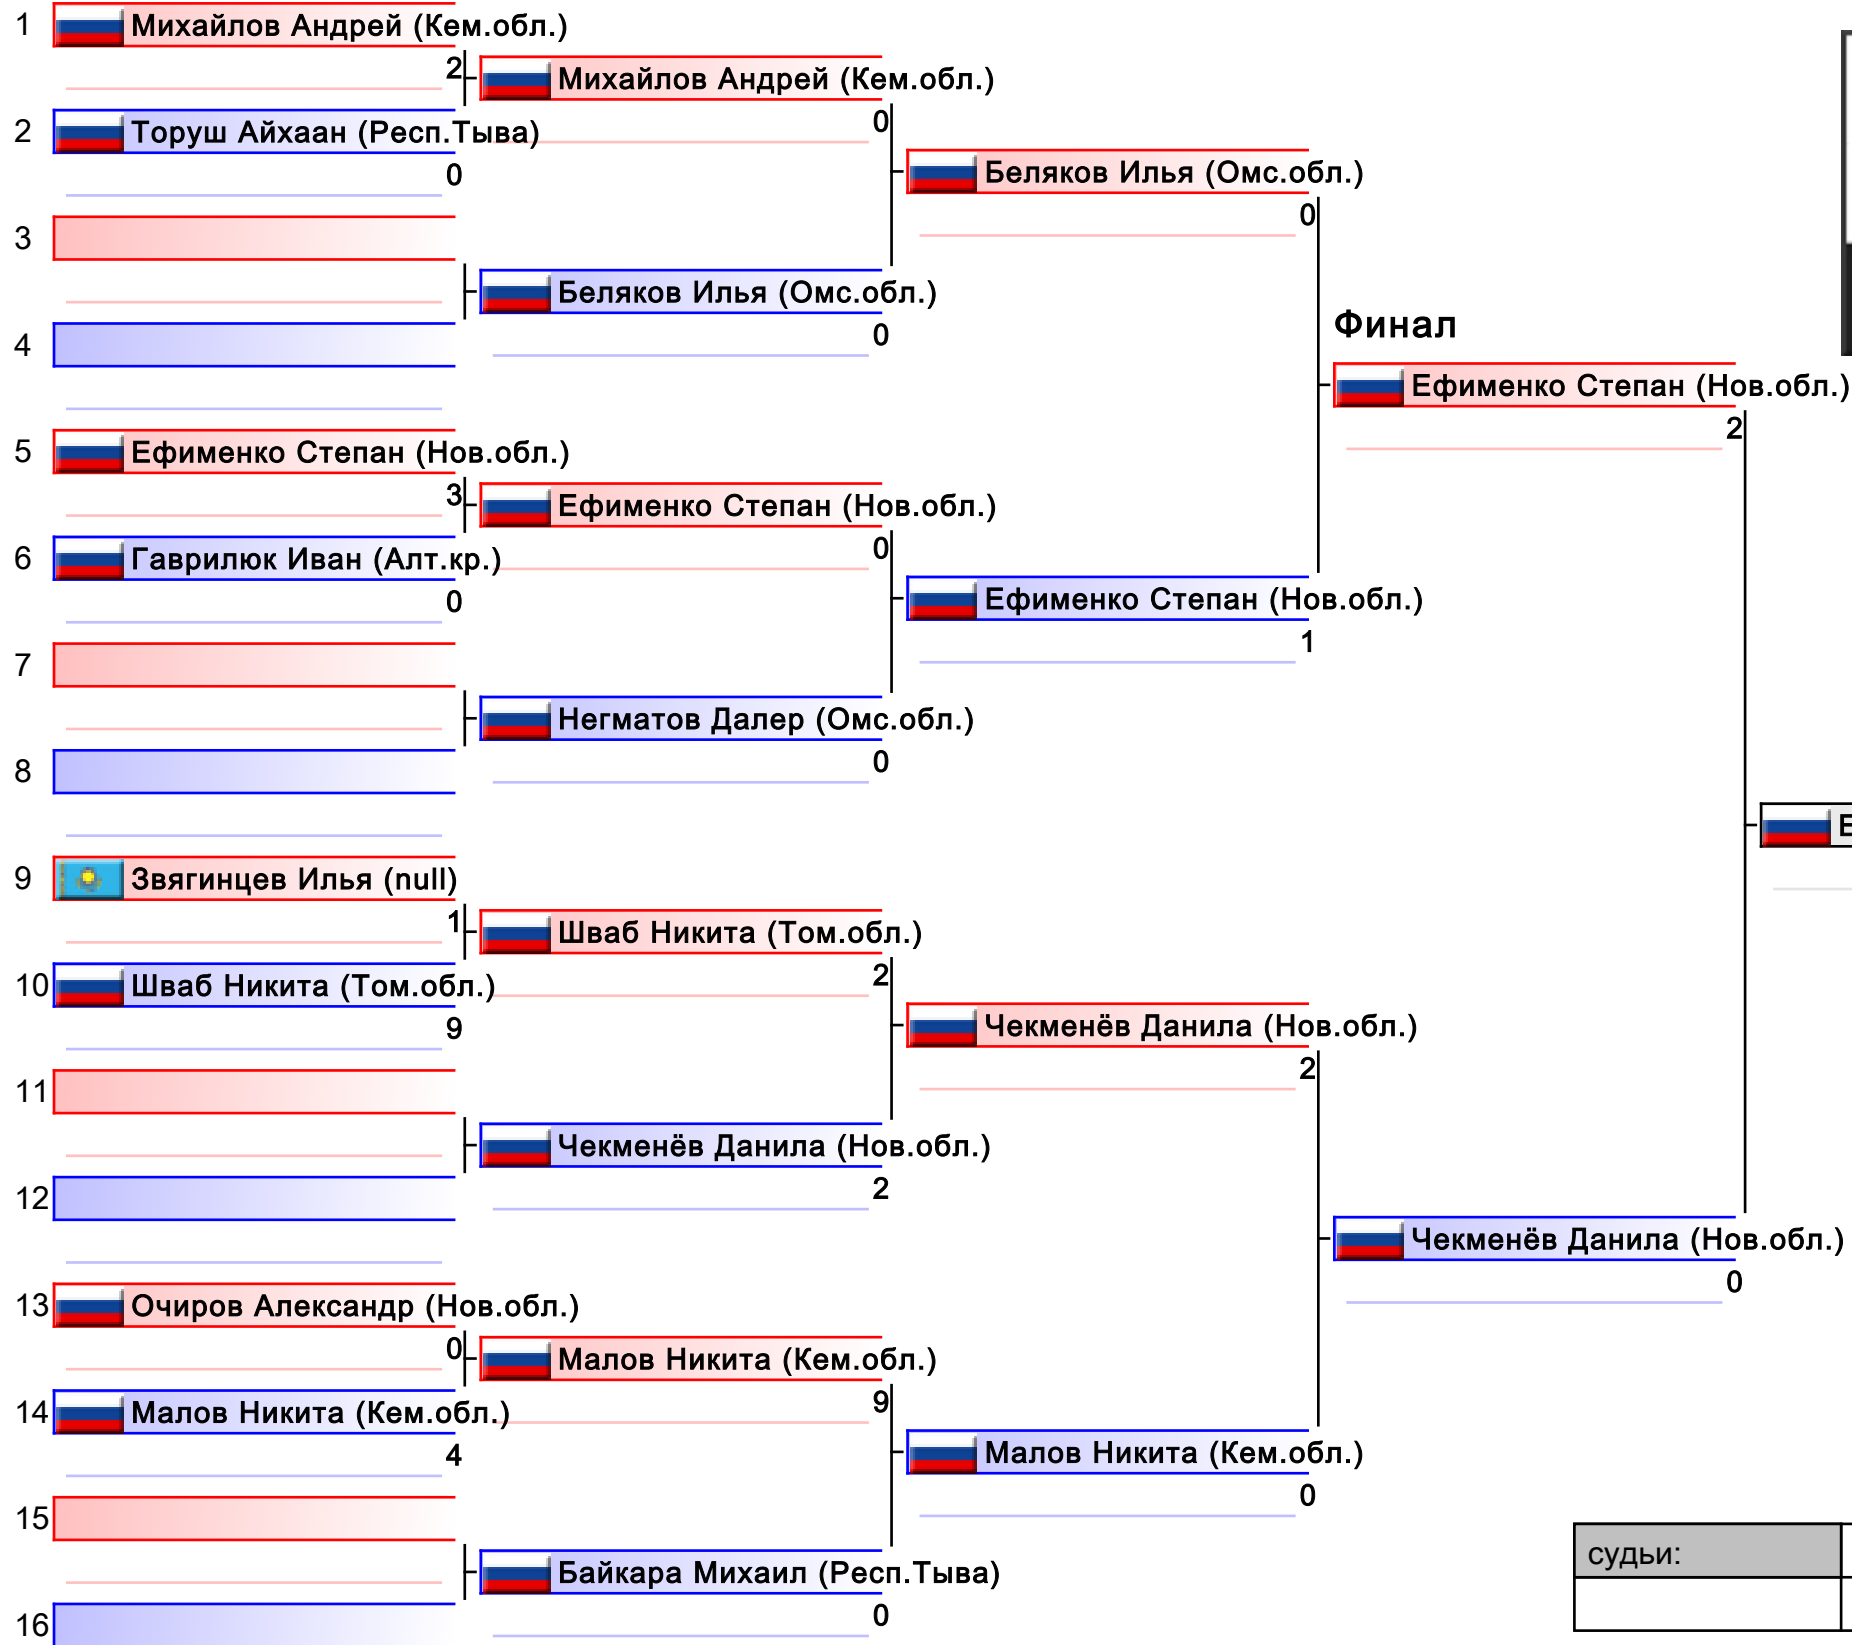 1 Михайлов Андрей (Кем.обл.)
2
Михайлов Андрей (Кем.обл.)
0
2 Торуш Айхаан (Респ.Тыва)
0
Беляков Илья (Омс.обл.)
0
3
Беляков Илья (Омс.обл.)
0
4
Финал
Ефименко Степан (Нов.обл.)
2
5 Ефименко Степан (Нов.обл.)
3
Ефименко Степан (Нов.обл.)
0
6 Гаврилюк Иван (Алт.кр.)
0
Ефименко Степан (Нов.обл.)
1
7
Негматов Далер (Омс.обл.)
0
8
9 Звягинцев Илья (null)
1
Шваб Никита (Том.обл.)
2
10 Шваб Никита (Том.обл.)
9
Чекменёв Данила (Нов.обл.)
2
11
Чекменёв Данила (Нов.обл.)
2
12
Чекменёв Данила (Нов.обл.)
0
13 Очиров Александр (Нов.обл.)
0
Малов Никита (Кем.обл.)
9
14 Малов Никита (Кем.обл.)
4
Малов Никита (Кем.обл.)
0
15
Байкара Михаил (Респ.Тыва)
0
16
судьи: